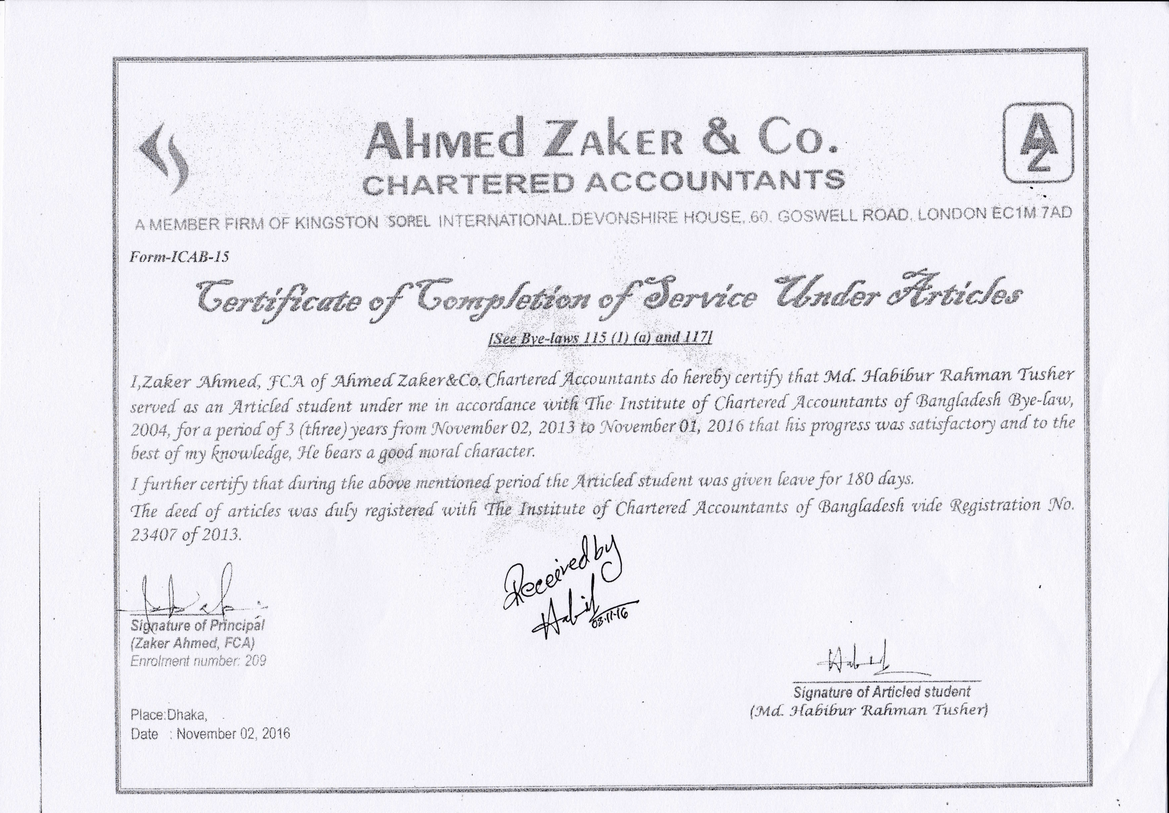 AHMEd ZAKER & Co.
CHARTERED ACCOUNTANTS
AZ
A MEMBER FIRM OF KINGSTON SOREL INTERNATIONAL.DEVONSHIRE HOUSE, 60, GOSWELL ROAD, LONDON EC1M 7AD
Form-ICAB-15
Certificate of Completion of Service Under Articles
[See Bye-laws 115 (1) (a) and 117]
I,Zaker Ahmed, FCA of Ahmed Zaker&Co. Chartered Accountants do hereby certify that Md. Habibur Rahman Tusher
served as an Articled student under me in accordance with The Institute of Chartered Accountants of Bangladesh Bye-law,
2004, for a period of 3 (three) years from November 02, 2013 to November 01, 2016 that his progress was satisfactory and to the
best of my knowledge, He bears a good moral character.
I further certify that during the above mentioned period the Articled student was given leave for 180 days.
The deed of articles was duly registered with The Institute of Chartered Accountants of Bangladesh vide Registration No.
23407 of 2013.
Received by
Habib
03.11.16
Signature of Principal
(Zaker Ahmed, FCA)
Enrolment number: 209
Habib
Signature of Articled student
(Md. Habibur Rahman Tusher)
Place:Dhaka,
Date : November 02, 2016